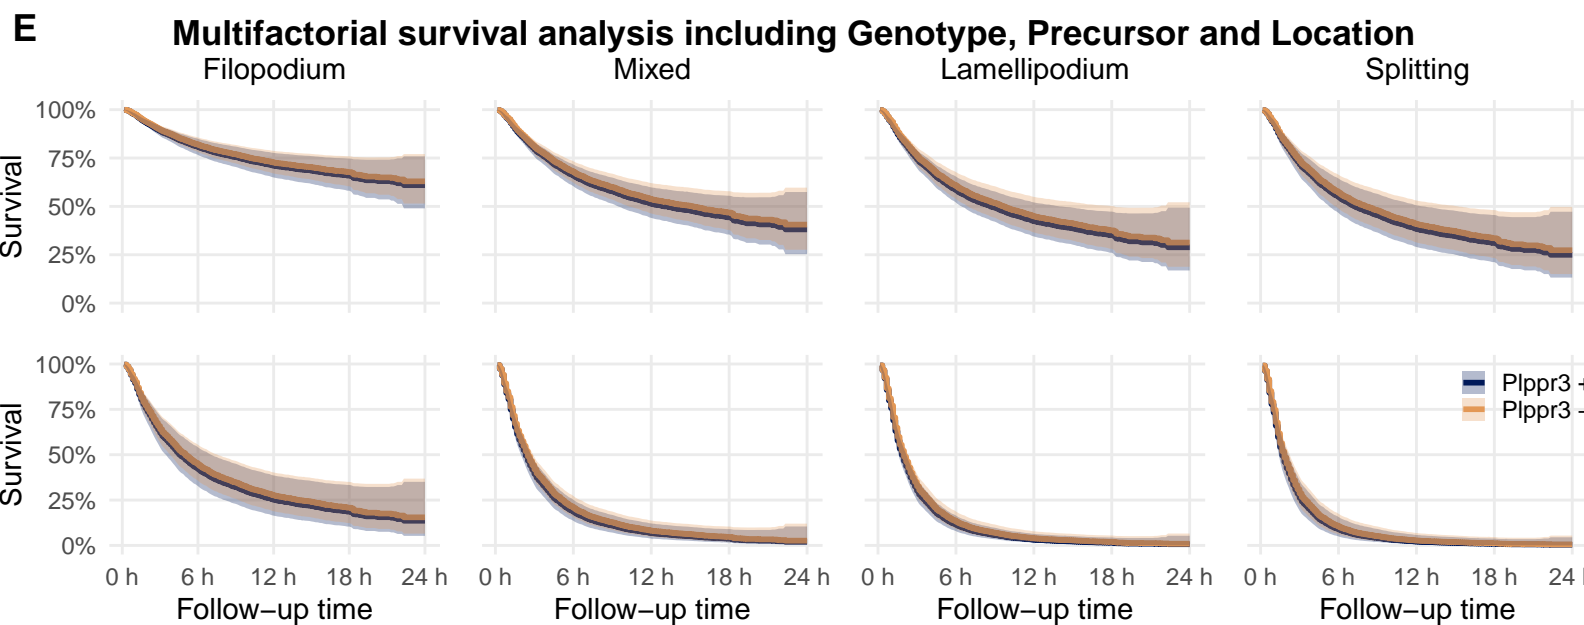 E
Multifactorial survival analysis including Genotype, Precursor and Location
Filopodium Mixed Lamellipodium Splitting
Survival
100%
75%
50%
25%
0%
Survival
100%
75%
50%
25%
0%
Plppr3 +
Plppr3 −
0 h 6 h 12 h 18 h 24 h 0 h 6 h 12 h 18 h 24 h 0 h 6 h 12 h 18 h 24 h 0 h 6 h 12 h 18 h 24
Follow−up time Follow−up time Follow−up time Follow−up time